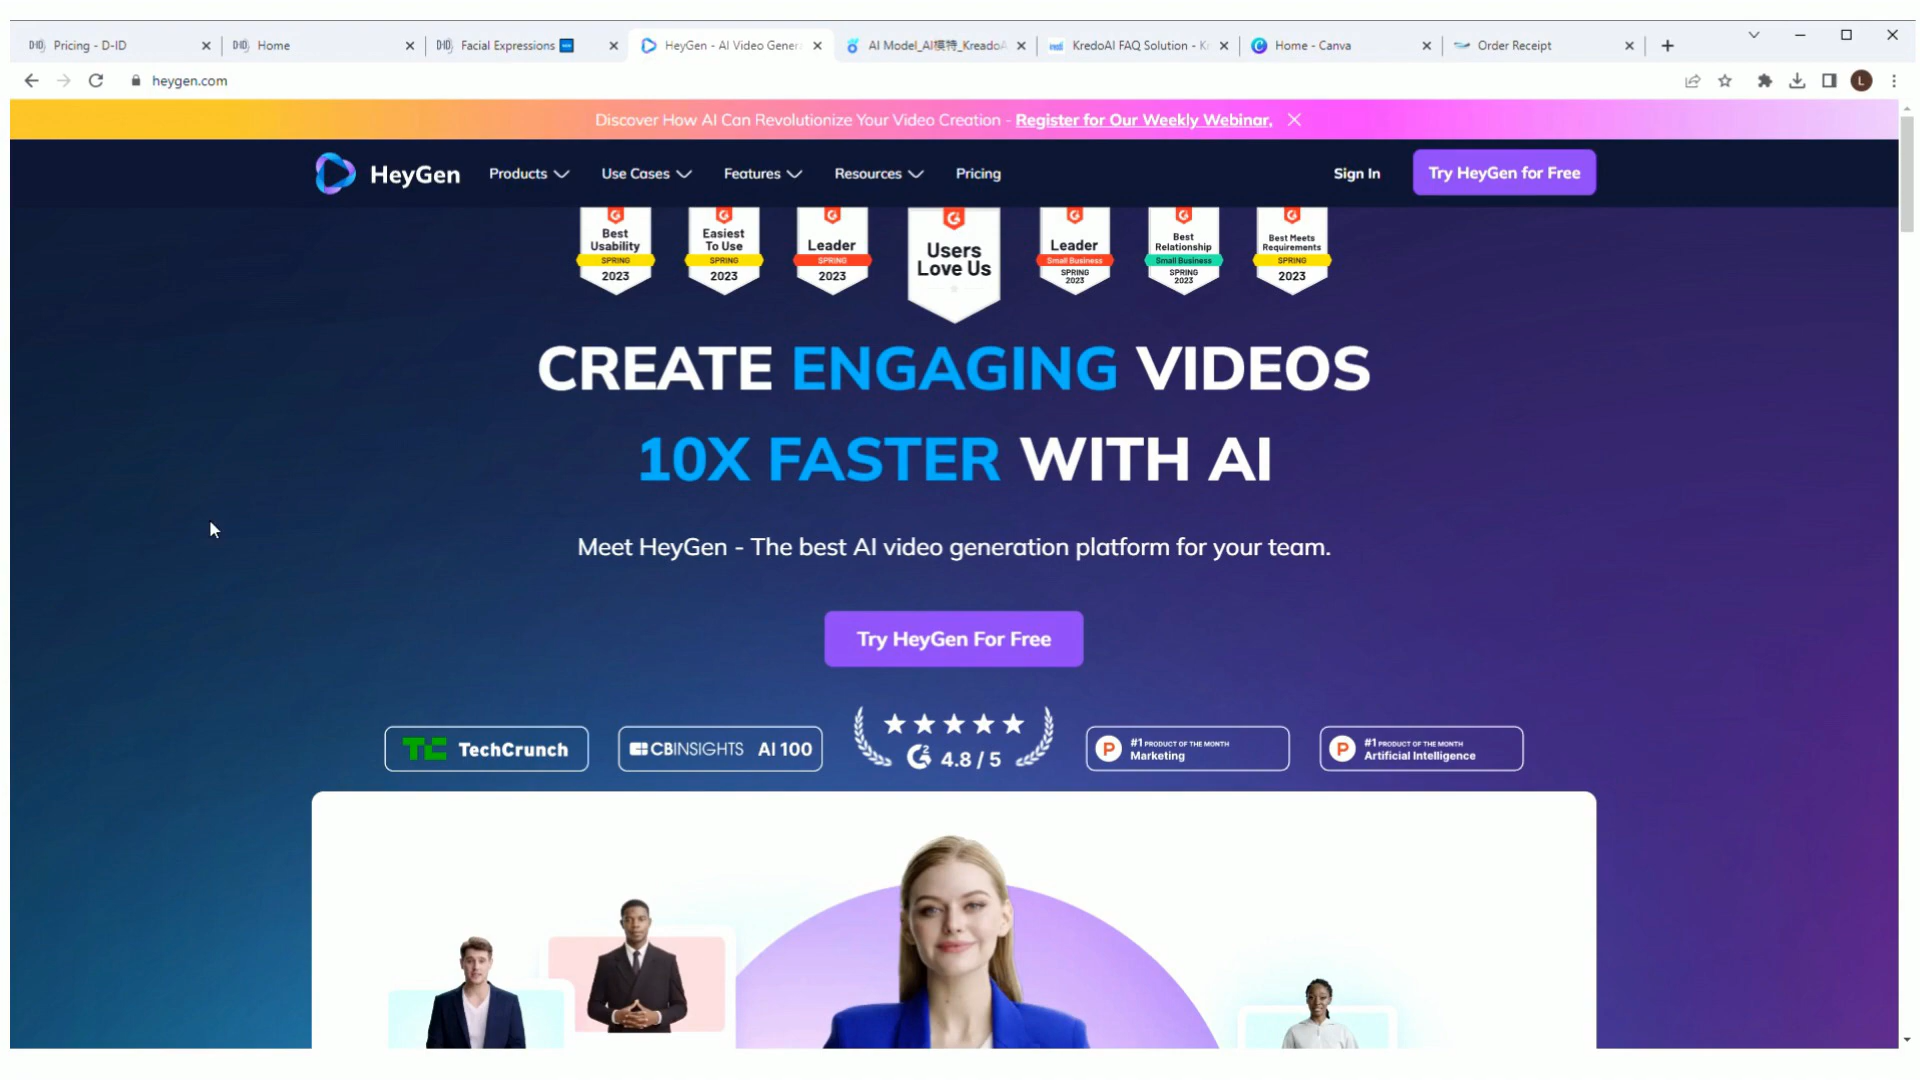 Pricing - D-ID
Home
Facial Expressions
HeyGen - AI Video Gener
AI Model_AI模特_Kreado
KredoAI FAQ Solution - K
Home - Canva
Order Receipt
heygen.com
L
Discover How AI Can Revolutionize Your Video Creation - Register for Our Weekly Webinar.
HeyGen
Products
Use Cases
Features
Resources
Pricing
Sign In
Try HeyGen for Free
Best Usability SPRING 2023
Easiest To Use SPRING 2023
Leader SPRING 2023
Users Love Us
Leader Small Business SPRING 2023
Best Relationship Small Business SPRING 2023
Best Meets Requirements SPRING 2023
CREATE ENGAGING VIDEOS
10X FASTER WITH AI
Meet HeyGen - The best AI video generation platform for your team.
Try HeyGen For Free
TC TechCrunch
CBINSIGHTS AI 100
G2 4.8 / 5
P #1 PRODUCT OF THE MONTH
Marketing
P #1 PRODUCT OF THE MONTH
Artificial Intelligence